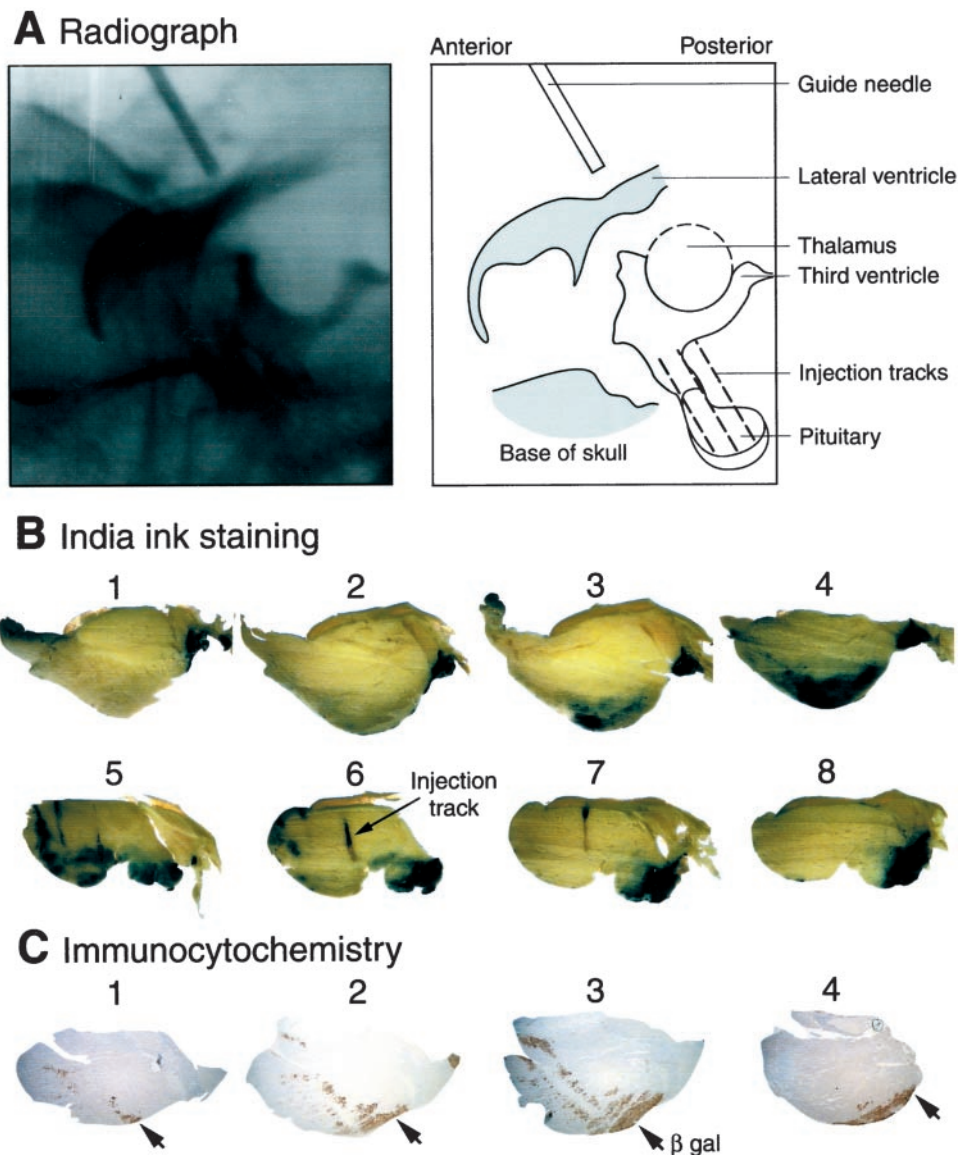 A Radiograph
Anterior
Posterior
Guide needle
Lateral ventricle
Thalamus
Third ventricle
Injection tracks
Pituitary
Base of skull
B India ink staining
1 2 3 4
5 6 7 8
Injection
track
C Immunocytochemistry
1 2 3 4
β gal